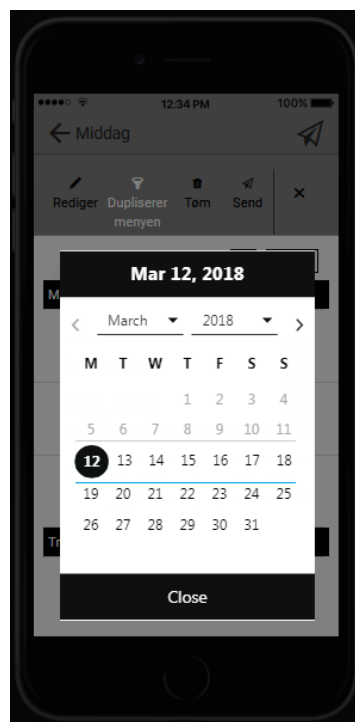 12:34 PM
100%
Middag
Rediger Dupliserer menyen Tøm Send
M
Mar 12, 2018
March 2018
M T W T F S S
1 2 3 4
5 6 7 8 9 10 11
12 13 14 15 16 17 18
19 20 21 22 23 24 25
26 27 28 29 30 31
Tr
Close